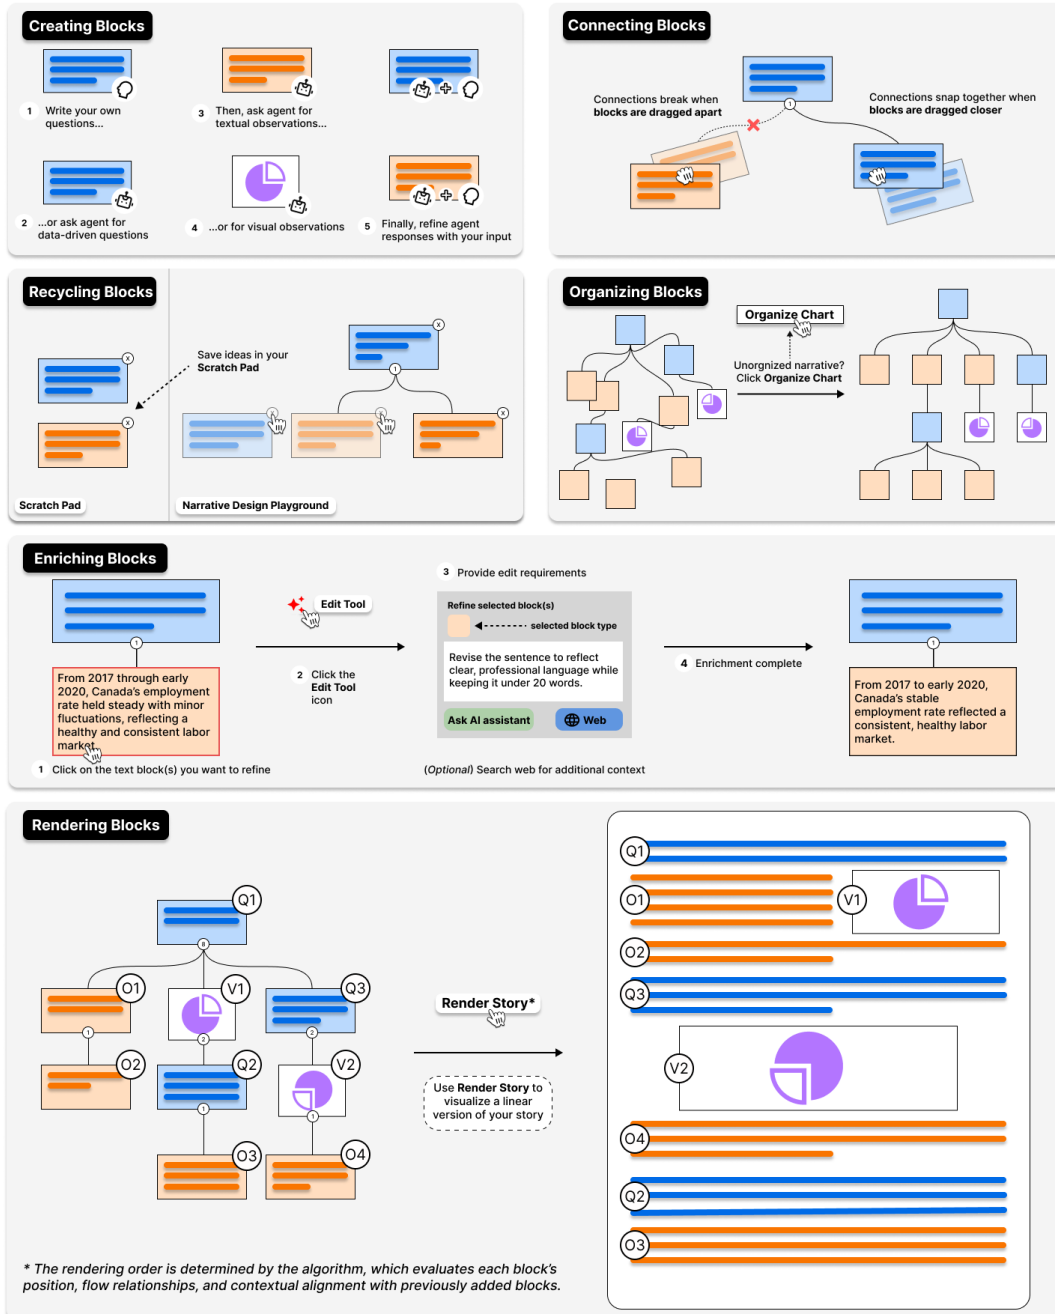 Creating Blocks
1 Write your own
questions...
3 Then, ask agent for
textual observations...
+
2 ...or ask agent for
data-driven questions
4 ...or for visual observations
+
5 Finally, refine agent
responses with your input
Connecting Blocks
Connections break when
blocks are dragged apart
Connections snap together when
blocks are dragged closer
1
Recycling Blocks
x
x
Save ideas in your
Scratch Pad
x
1
x
x
x
Scratch Pad
Narrative Design Playground
Organizing Blocks
Organize Chart
Unorgnized narrative?
Click Organize Chart
Enriching Blocks
1
From 2017 through early
2020, Canada's employment
rate held steady with minor
fluctuations, reflecting a
healthy and consistent labor
market.
1 Click on the text block(s) you want to refine
Edit Tool
2 Click the
Edit Tool
icon
3 Provide edit requirements
Refine selected block(s)
selected block type
Revise the sentence to reflect
clear, professional language while
keeping it under 20 words.
Ask AI assistant
Web
(Optional) Search web for additional context
4 Enrichment complete
1
From 2017 to early 2020,
Canada's stable
employment rate reflected a
consistent, healthy labor
market.
Rendering Blocks
Q1
8
O1
V1
Q3
1
2
2
O2
Q2
V2
1
1
O3
O4
Render Story*
Use Render Story to
visualize a linear
version of your story
Q1
O1
V1
O2
Q3
V2
O4
Q2
O3
* The rendering order is determined by the algorithm, which evaluates each block's
position, flow relationships, and contextual alignment with previously added blocks.